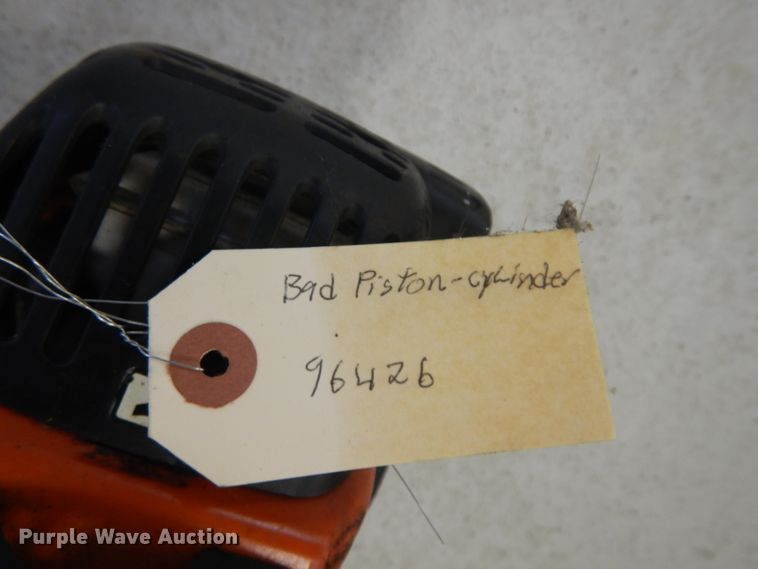 Bad Piston-cylinder
96426
Purple Wave Auction